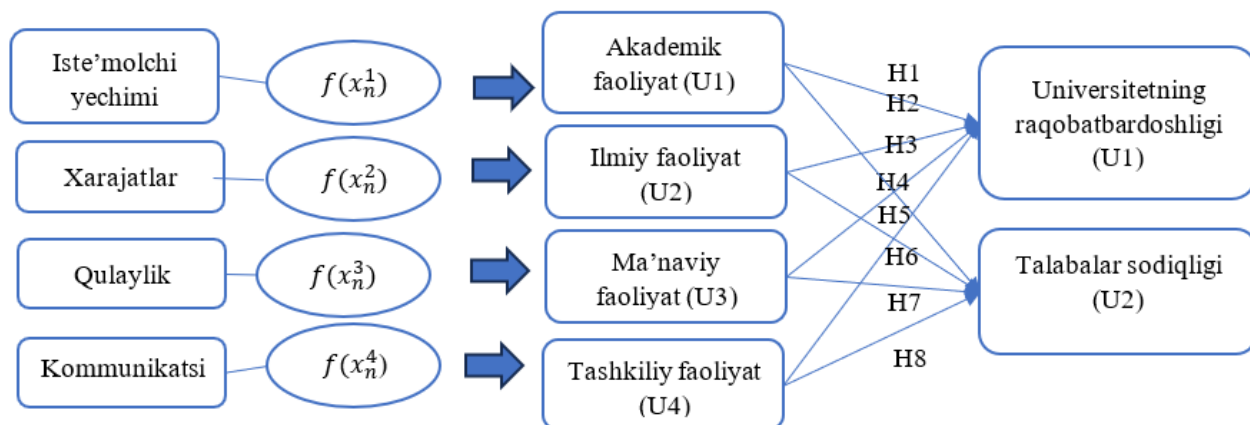 Iste’molchi
yechimi
f(x_n^1)
Akademik
faoliyat (U1)
Xarajatlar
f(x_n^2)
Ilmiy faoliyat
(U2)
Qulaylik
f(x_n^3)
Ma’naviy
faoliyat (U3)
Kommunikatsi
f(x_n^4)
Tashkiliy faoliyat
(U4)
H1
H2
H3
H4
H5
H6
H7
H8
Universitetning
raqobatbardoshligi
(U1)
Talabalar sodiqligi
(U2)